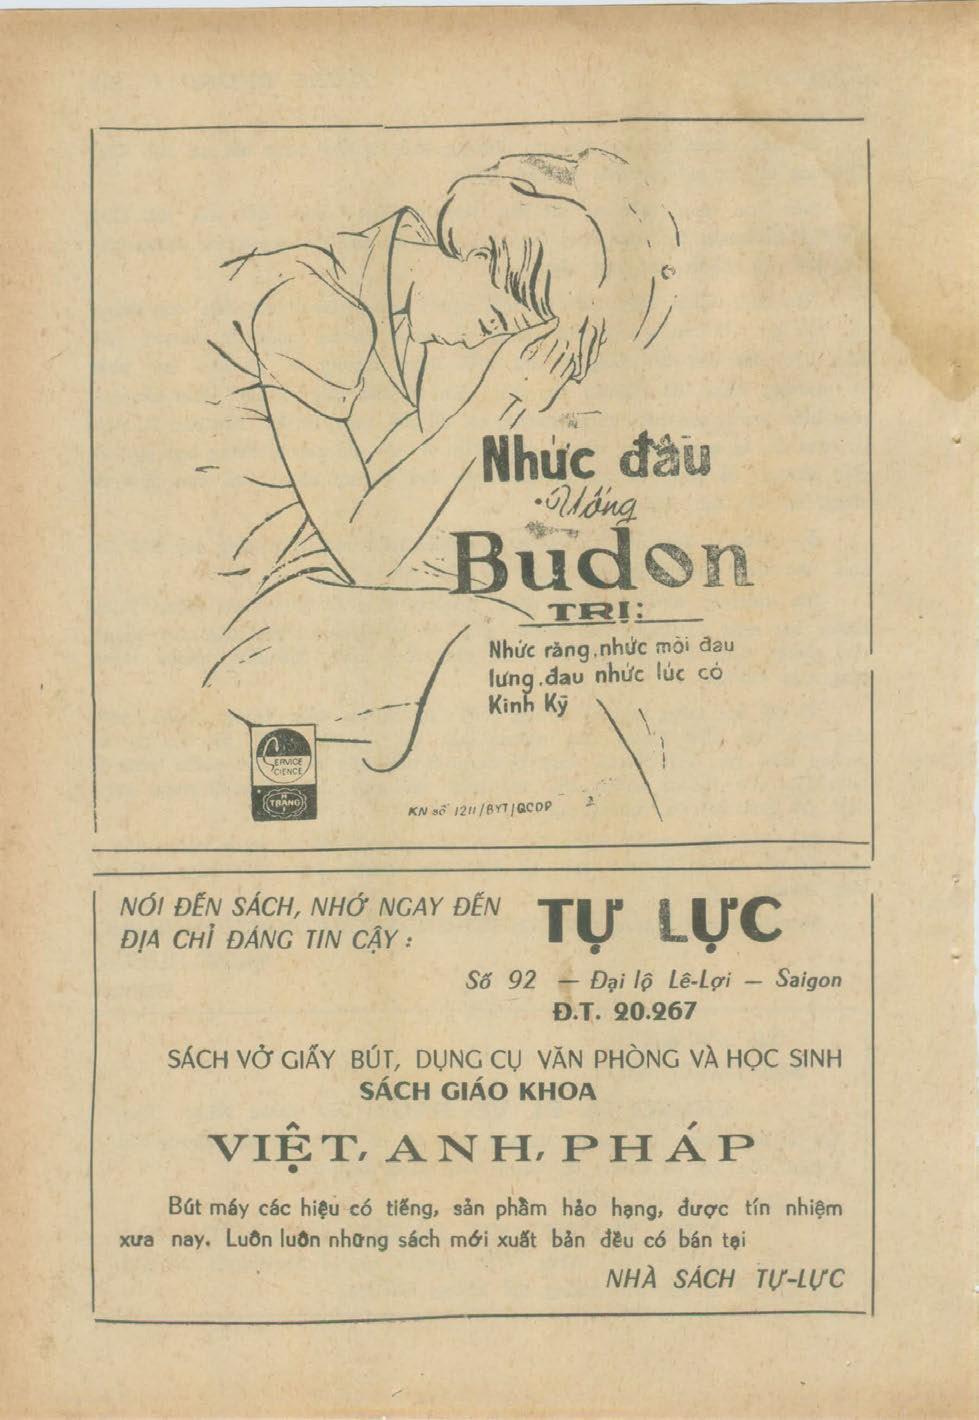 Nhức đầu
Uống
Budon
TRỊ:
Nhức răng, nhức mỏi đau
lưng, đau nhức lúc có
Kinh Kỳ
SERVICE
SCIENCE
TRANG
KN số 1211/BYT/QCDP
NÓI ĐẾN SÁCH, NHỚ NGAY ĐẾN
ĐỊA CHỈ ĐÁNG TIN CẬY :
TỰ LỰC
Số 92 — Đại lộ Lê-Lợi — Saigon
Đ.T. 20.267
SÁCH VỞ GIẤY BÚT, DỤNG CỤ VĂN PHÒNG VÀ HỌC SINH
SÁCH GIÁO KHOA
VIỆT, ANH, PHÁP
Bút máy các hiệu có tiếng, sản phẩm hảo hạng, được tín nhiệm
xưa nay. Luôn luôn những sách mới xuất bản đều có bán tại
NHÀ SÁCH TỰ-LỰC